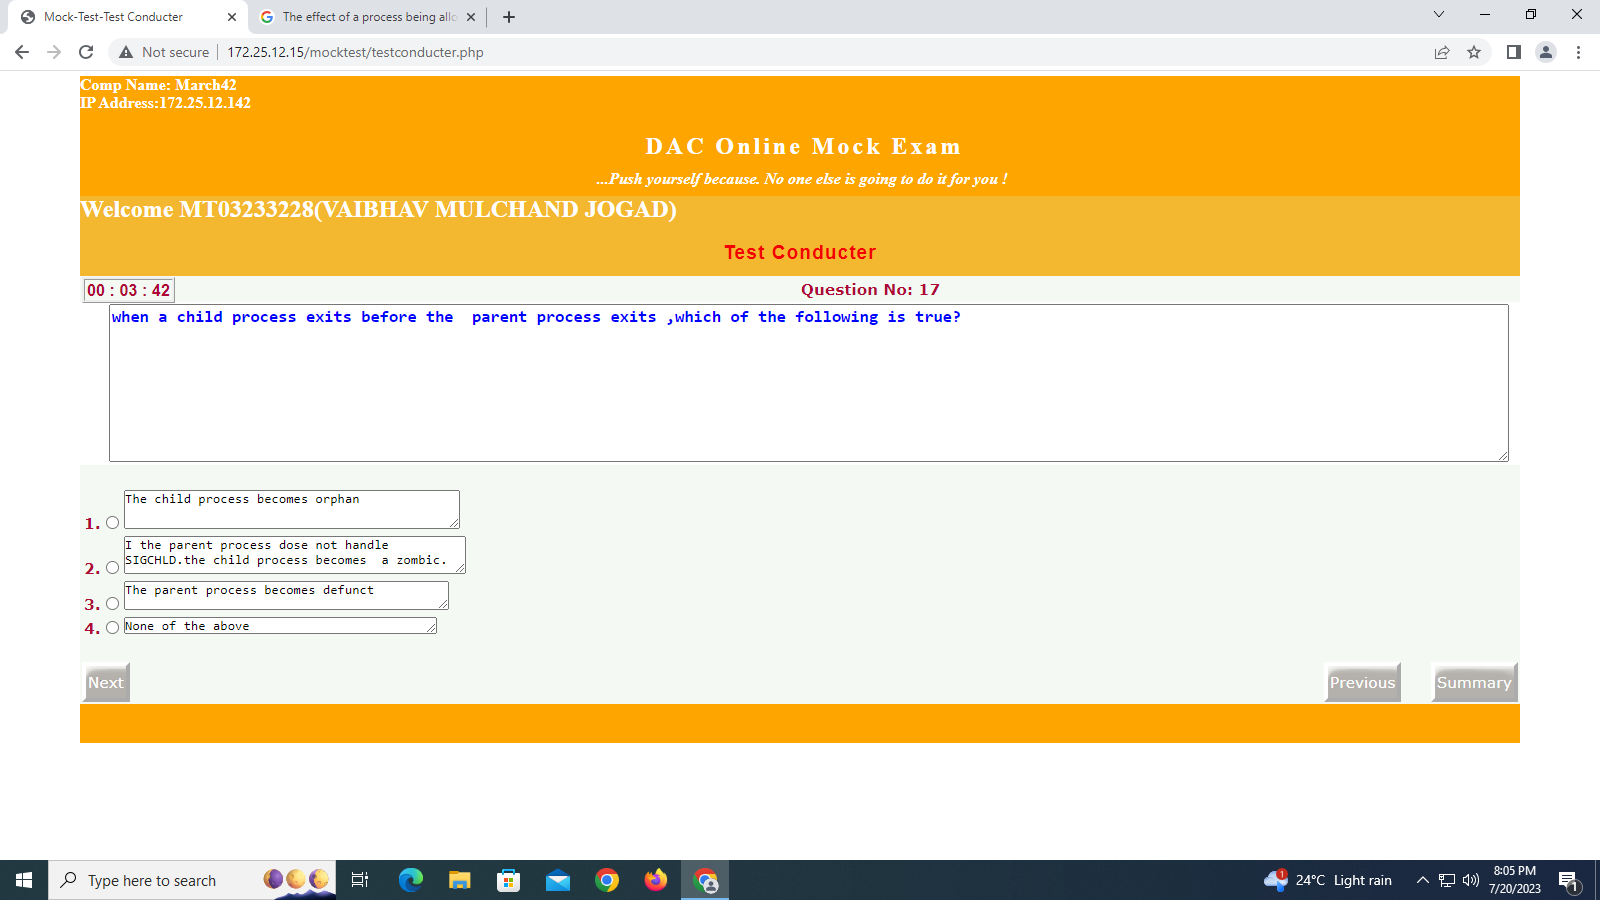 Mock-Test-Test Conducter
The effect of a process being allo
Not secure
172.25.12.15/mocktest/testconducter.php
Comp Name: March42
IP Address:172.25.12.142
DAC Online Mock Exam
...Push yourself because. No one else is going to do it for you !
Welcome MT03233228(VAIBHAV MULCHAND JOGAD)
Test Conducter
00 : 03 : 42
Question No: 17
when a child process exits before the  parent process exits ,which of the following is true?
1.
The child process becomes orphan
2.
I the parent process dose not handle
SIGCHLD.the child process becomes  a zombic.
3.
The parent process becomes defunct
4.
None of the above
Next
Previous
Summary
Type here to search
1
24°C Light rain
8:05 PM
7/20/2023
1